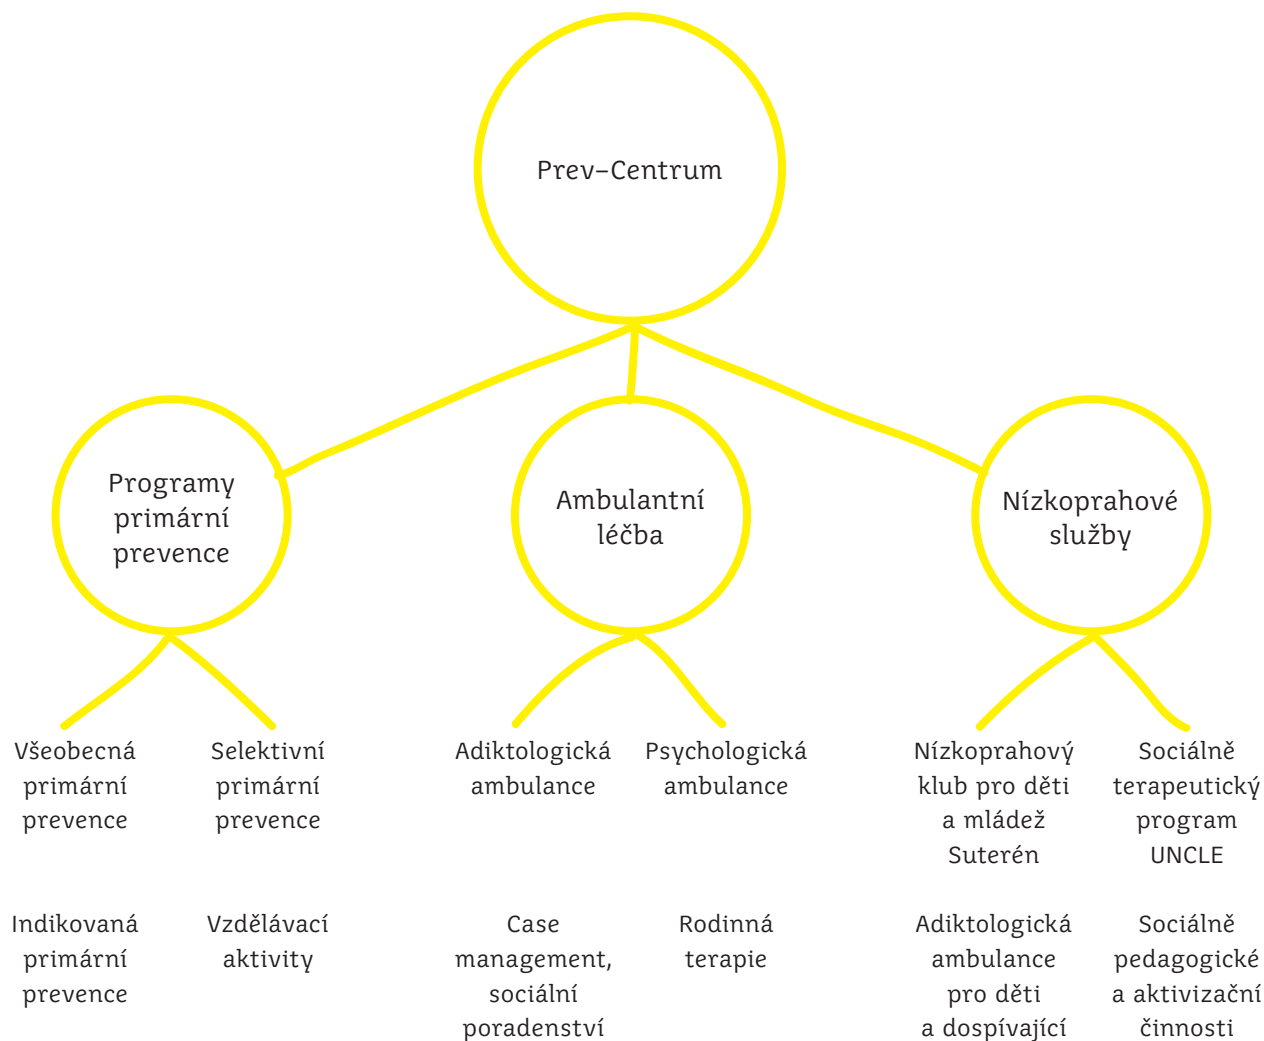 Prev–Centrum
Programy
primární
prevence
Ambulantní
léčba
Nízkoprahové
služby
Všeobecná
primární
prevence
Selektivní
primární
prevence
Adiktologická
ambulance
Psychologická
ambulance
Nízkoprahový
klub pro děti
a mládež
Suterén
Sociálně
terapeutický
program
UNCLE
Indikovaná
primární
prevence
Vzdělávací
aktivity
Case
management,
sociální
poradenství
Rodinná
terapie
Adiktologická
ambulance
pro děti
a dospívající
Sociálně
pedagogické
a aktivizační
činnosti